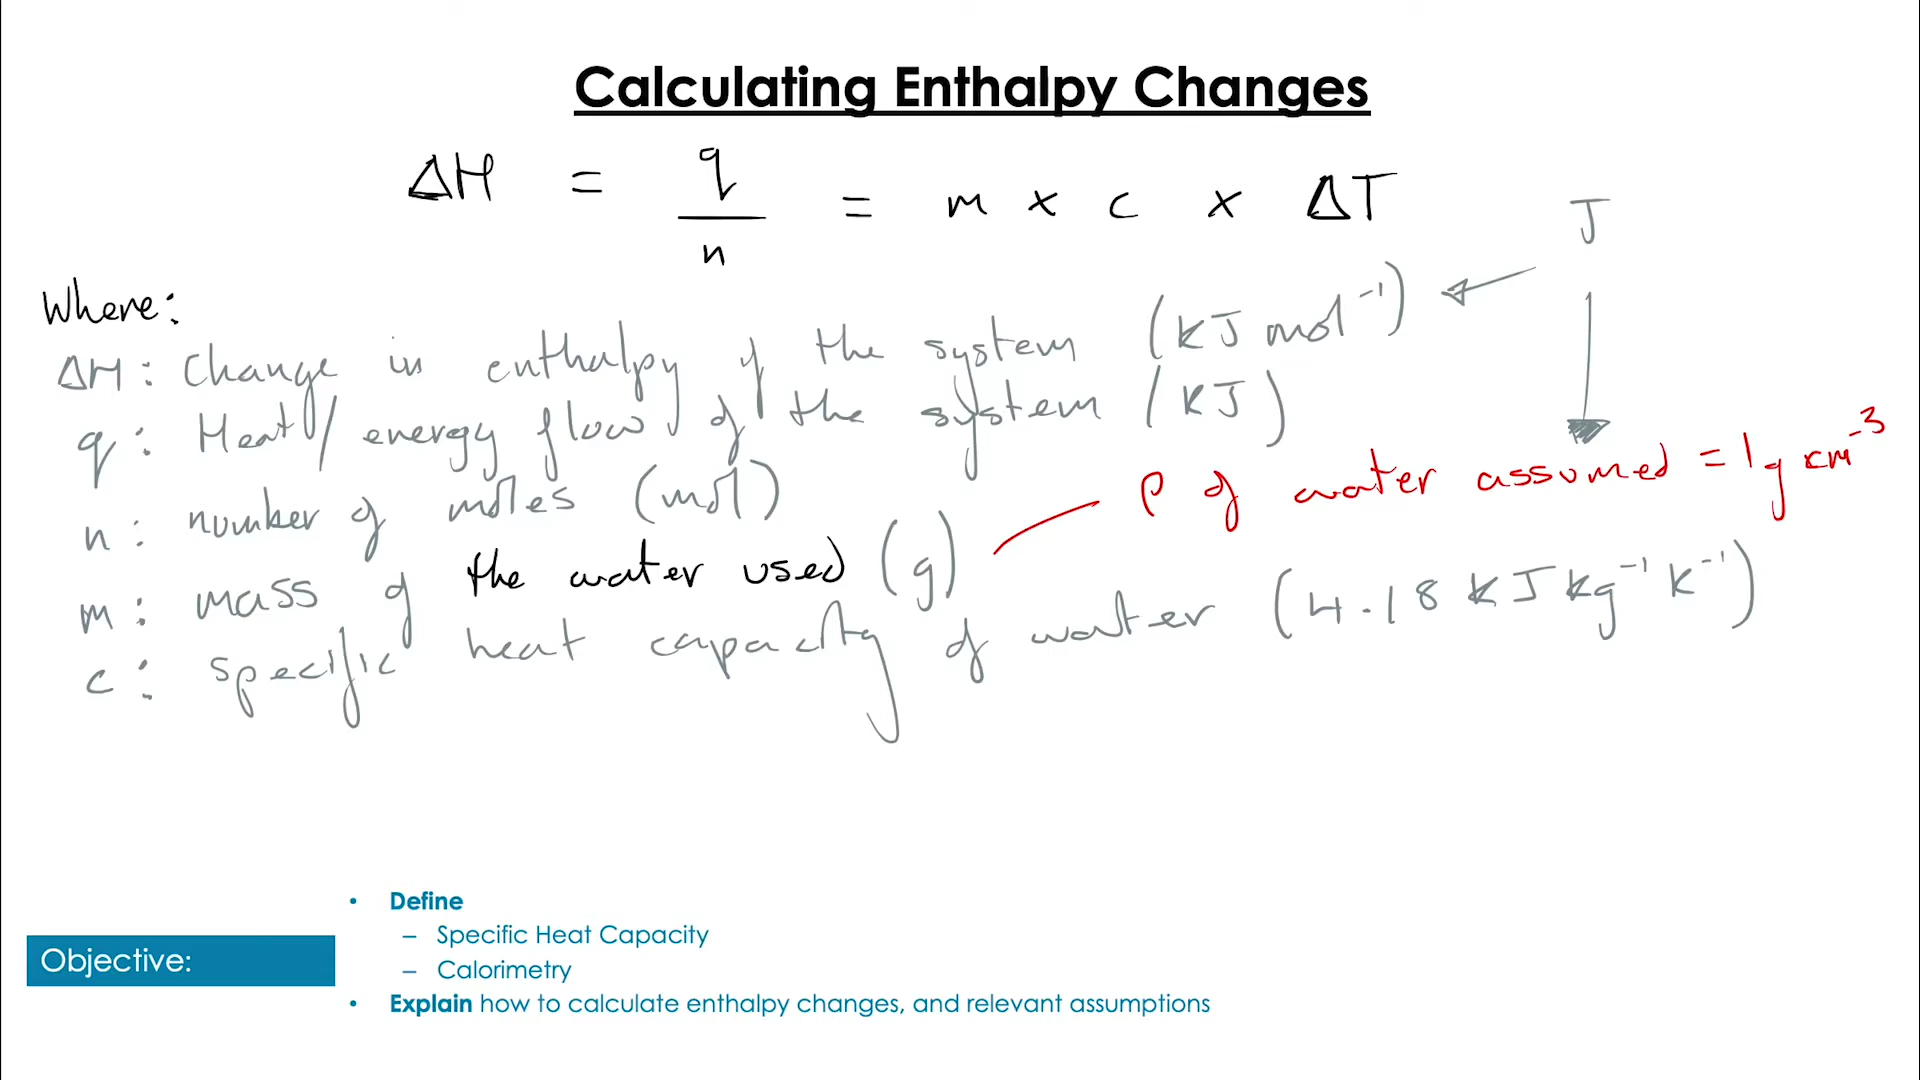 Calculating Enthalpy Changes
ΔH = q/n = m × c × ΔT
J
Where:
ΔH: Change in enthalpy of the system (KJ mol⁻¹)
q: Heat/energy flow of the system (KJ)
n: number of moles (mol)
ρ of water assumed = 1g cm⁻³
m: mass of the water used (g)
c: specific heat capacity of water (4.18 KJ kg⁻¹ K⁻¹)
Objective:
• Define
– Specific Heat Capacity
– Calorimetry
• Explain how to calculate enthalpy changes, and relevant assumptions